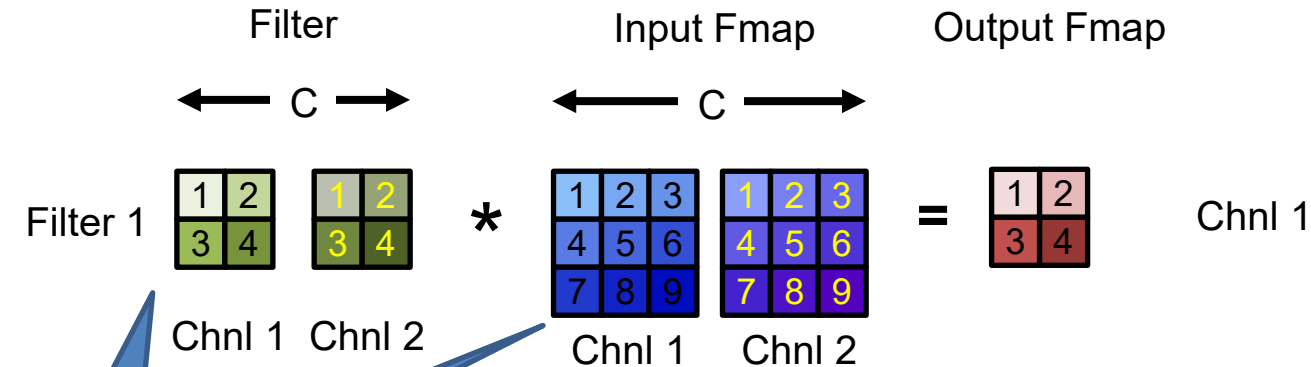 Filter Input Fmap Output Fmap
C C
1 2 1 2 1 2 3 1 2 3 1 2
Filter 1 * = Chnl 1
3 4 3 4 4 5 6 4 5 6 3 4
7 8 9 7 8 9
Chnl 1 Chnl 2 Chnl 1 Chnl 2